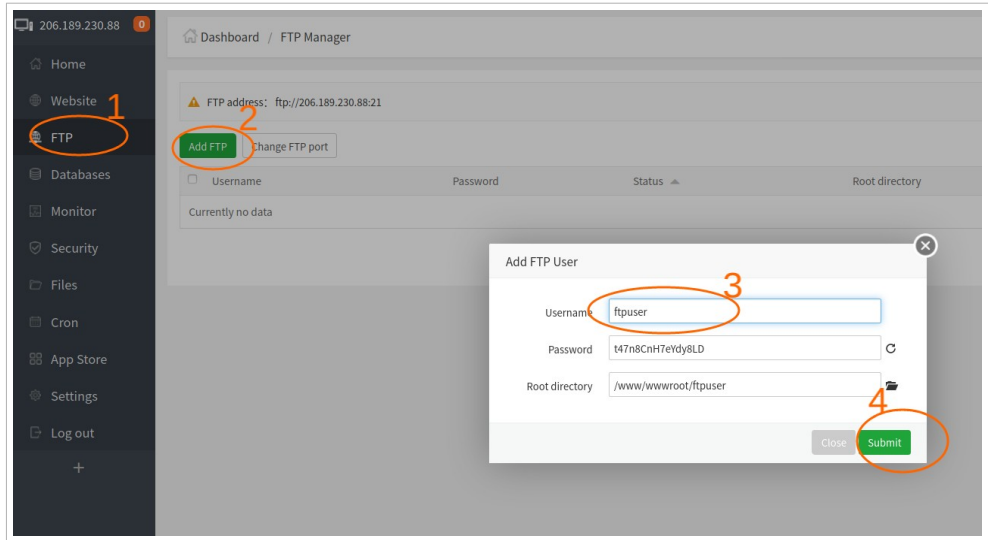 206.189.230.88 0
Dashboard / FTP Manager
Home
Website 1
FTP
Databases
Monitor
Security
Files
Cron
App Store
Settings
Log out
+
FTP address: ftp://206.189.230.88:21
2
Add FTP Change FTP port
Username Password Status Root directory
Currently no data
Add FTP User
3
Username ftpuser
Password t47n8CnH7eYdy8LD
Root directory /www/wwwroot/ftpuser
4
Close Submit